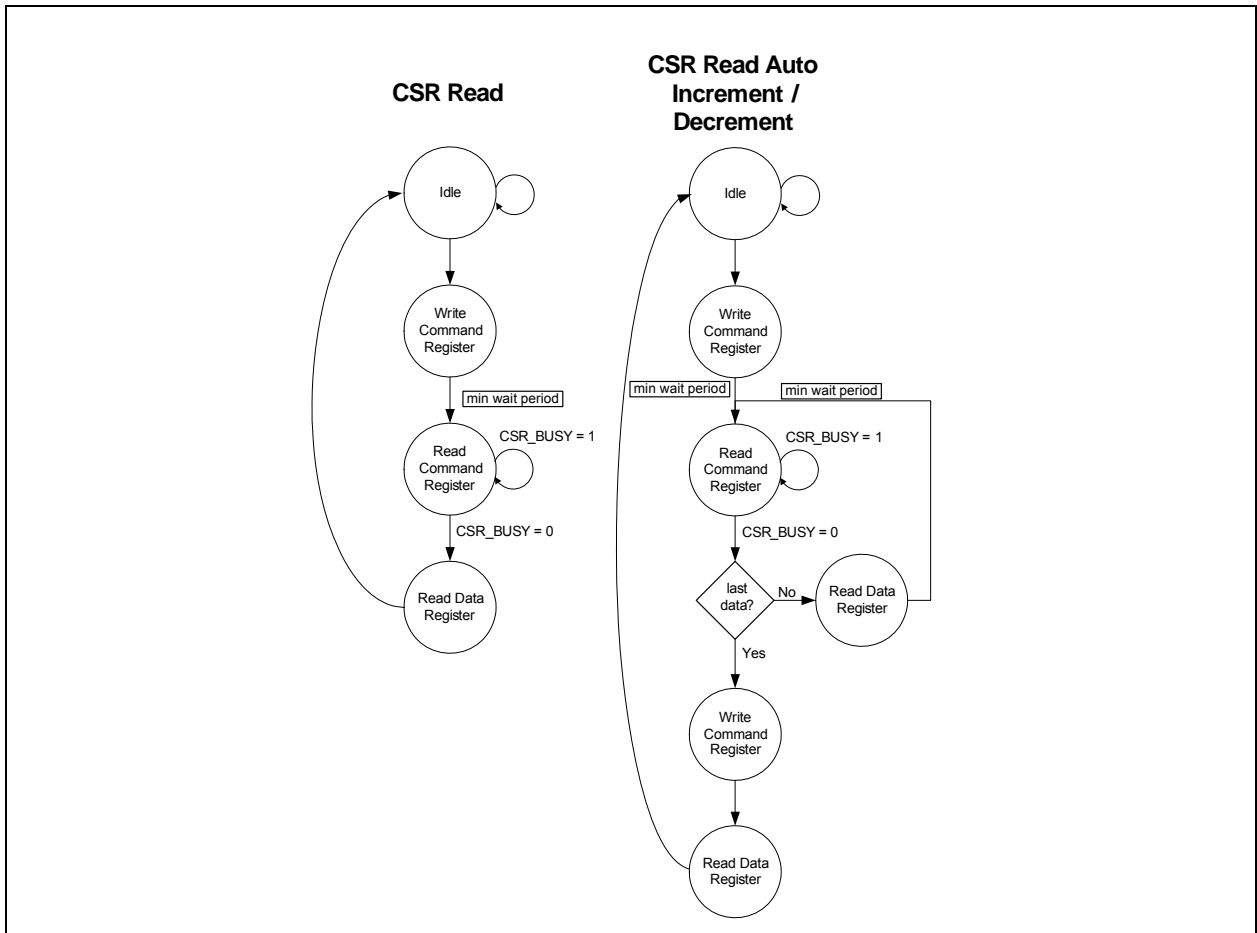 CSR Read
Idle
Write
Command
Register
min wait period
Read
Command
Register
CSR_BUSY = 1
CSR_BUSY = 0
Read Data
Register
CSR Read Auto
Increment /
Decrement
Idle
Write
Command
Register
min wait period
min wait period
Read
Command
Register
CSR_BUSY = 1
CSR_BUSY = 0
last
data?
No
Read Data
Register
Yes
Write
Command
Register
Read Data
Register